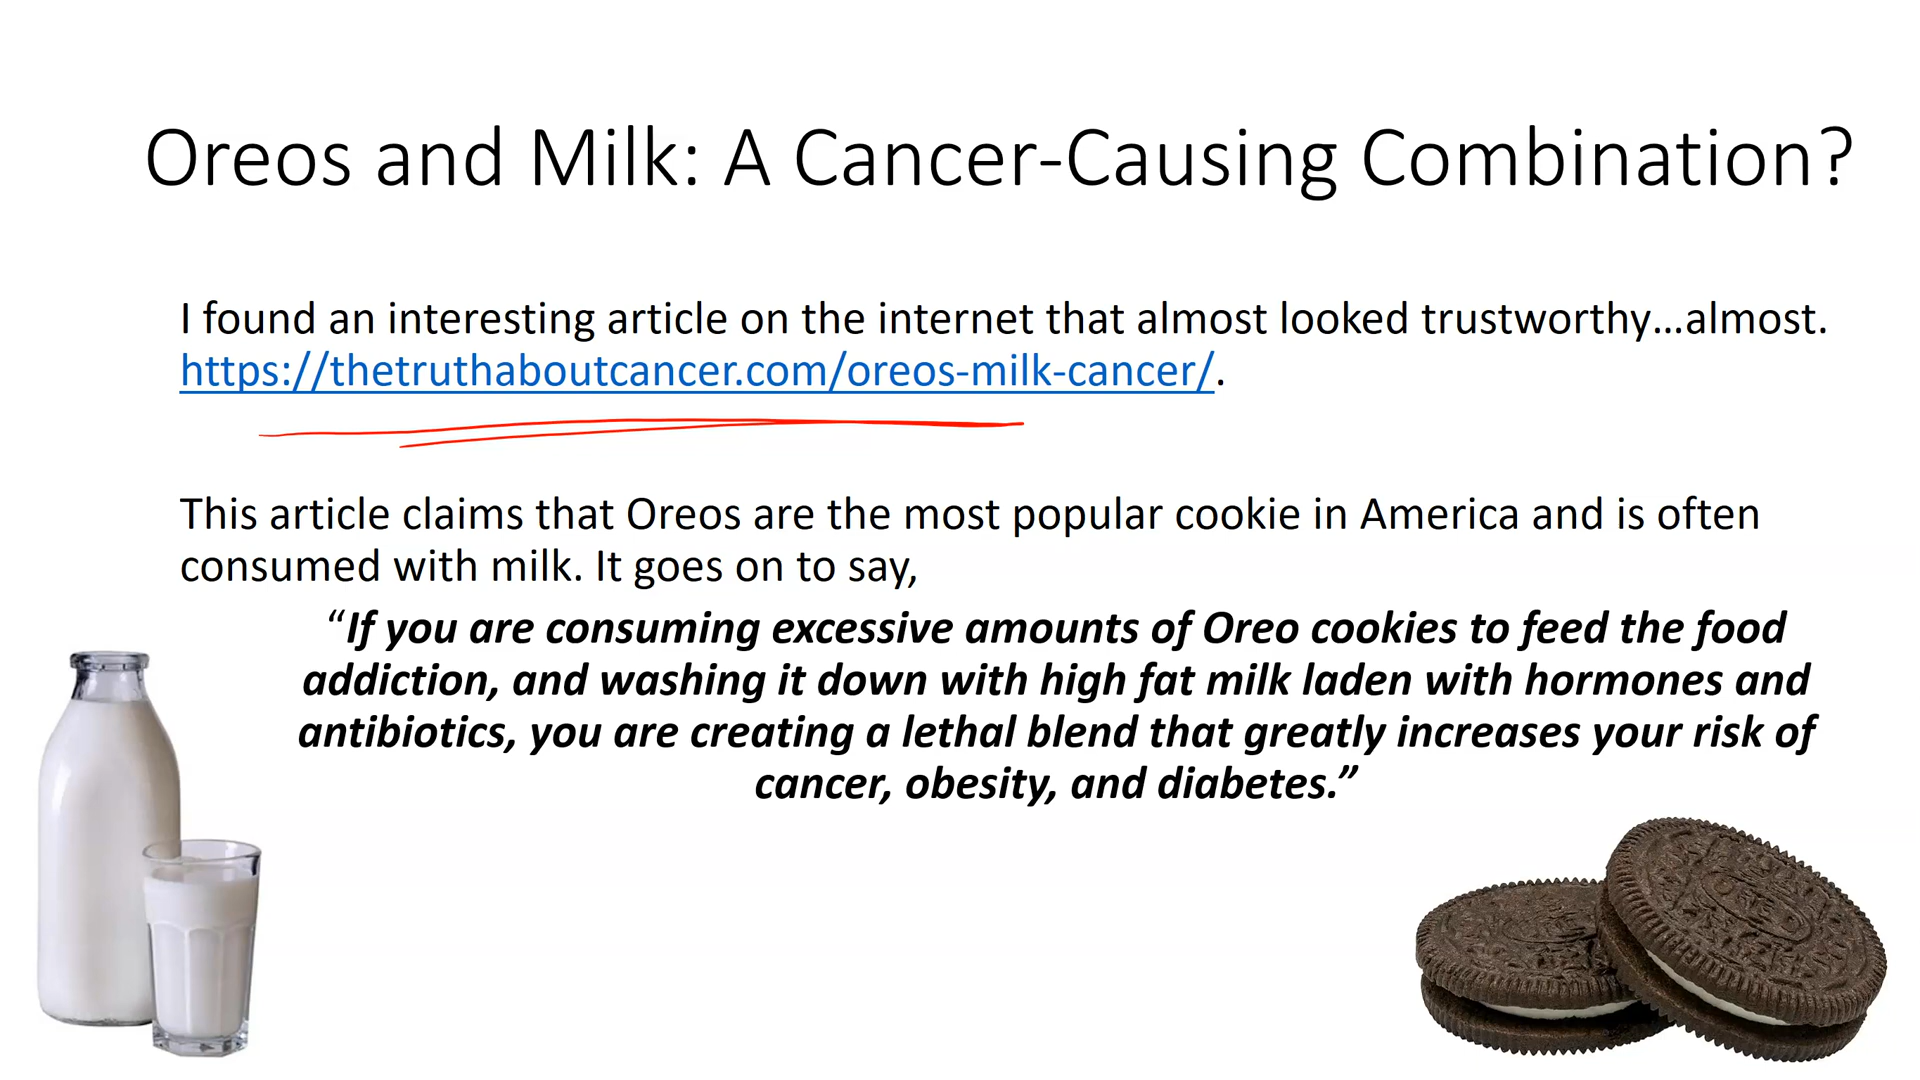 Oreos and Milk: A Cancer-Causing Combination?
I found an interesting article on the internet that almost looked trustworthy…almost.
https://thetruthaboutcancer.com/oreos-milk-cancer/.
This article claims that Oreos are the most popular cookie in America and is often
consumed with milk. It goes on to say,
“If you are consuming excessive amounts of Oreo cookies to feed the food
addiction, and washing it down with high fat milk laden with hormones and
antibiotics, you are creating a lethal blend that greatly increases your risk of
cancer, obesity, and diabetes.”